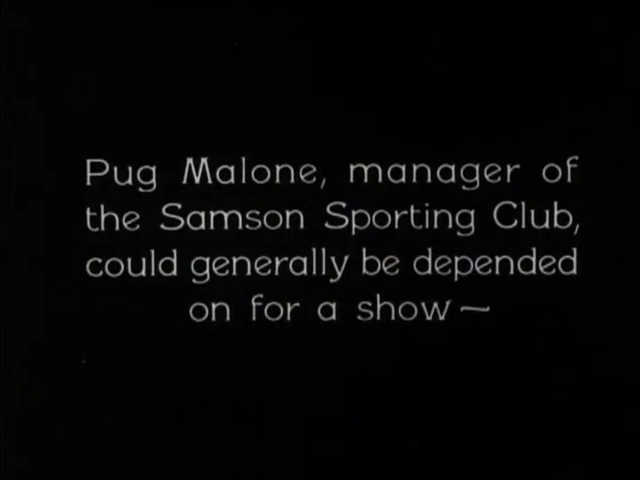 Pug Malone, manager of
the Samson Sporting Club,
could generally be depended
on for a show —